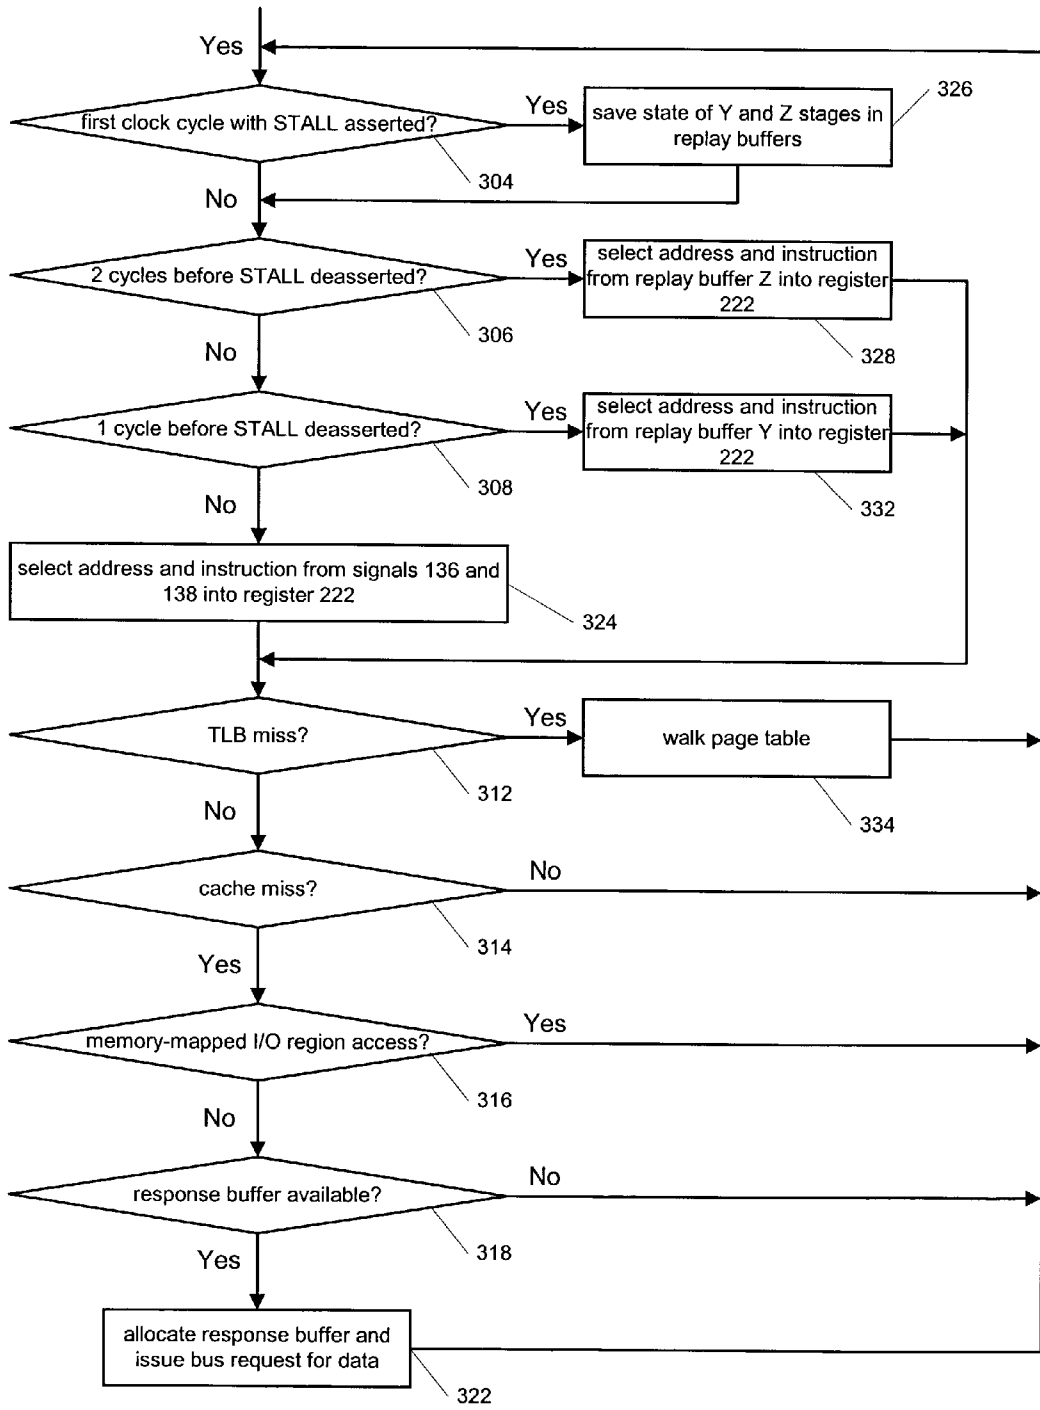 Yes
first clock cycle with STALL asserted?
304
Yes
save state of Y and Z stages in
replay buffers
326
No
2 cycles before STALL deasserted?
306
Yes
select address and instruction
from replay buffer Z into register
222
328
No
1 cycle before STALL deasserted?
308
Yes
select address and instruction
from replay buffer Y into register
222
332
No
select address and instruction from signals 136 and
138 into register 222
324
TLB miss?
312
Yes
walk page table
334
No
cache miss?
314
No
Yes
memory-mapped I/O region access?
316
Yes
No
response buffer available?
318
No
Yes
allocate response buffer and
issue bus request for data
322